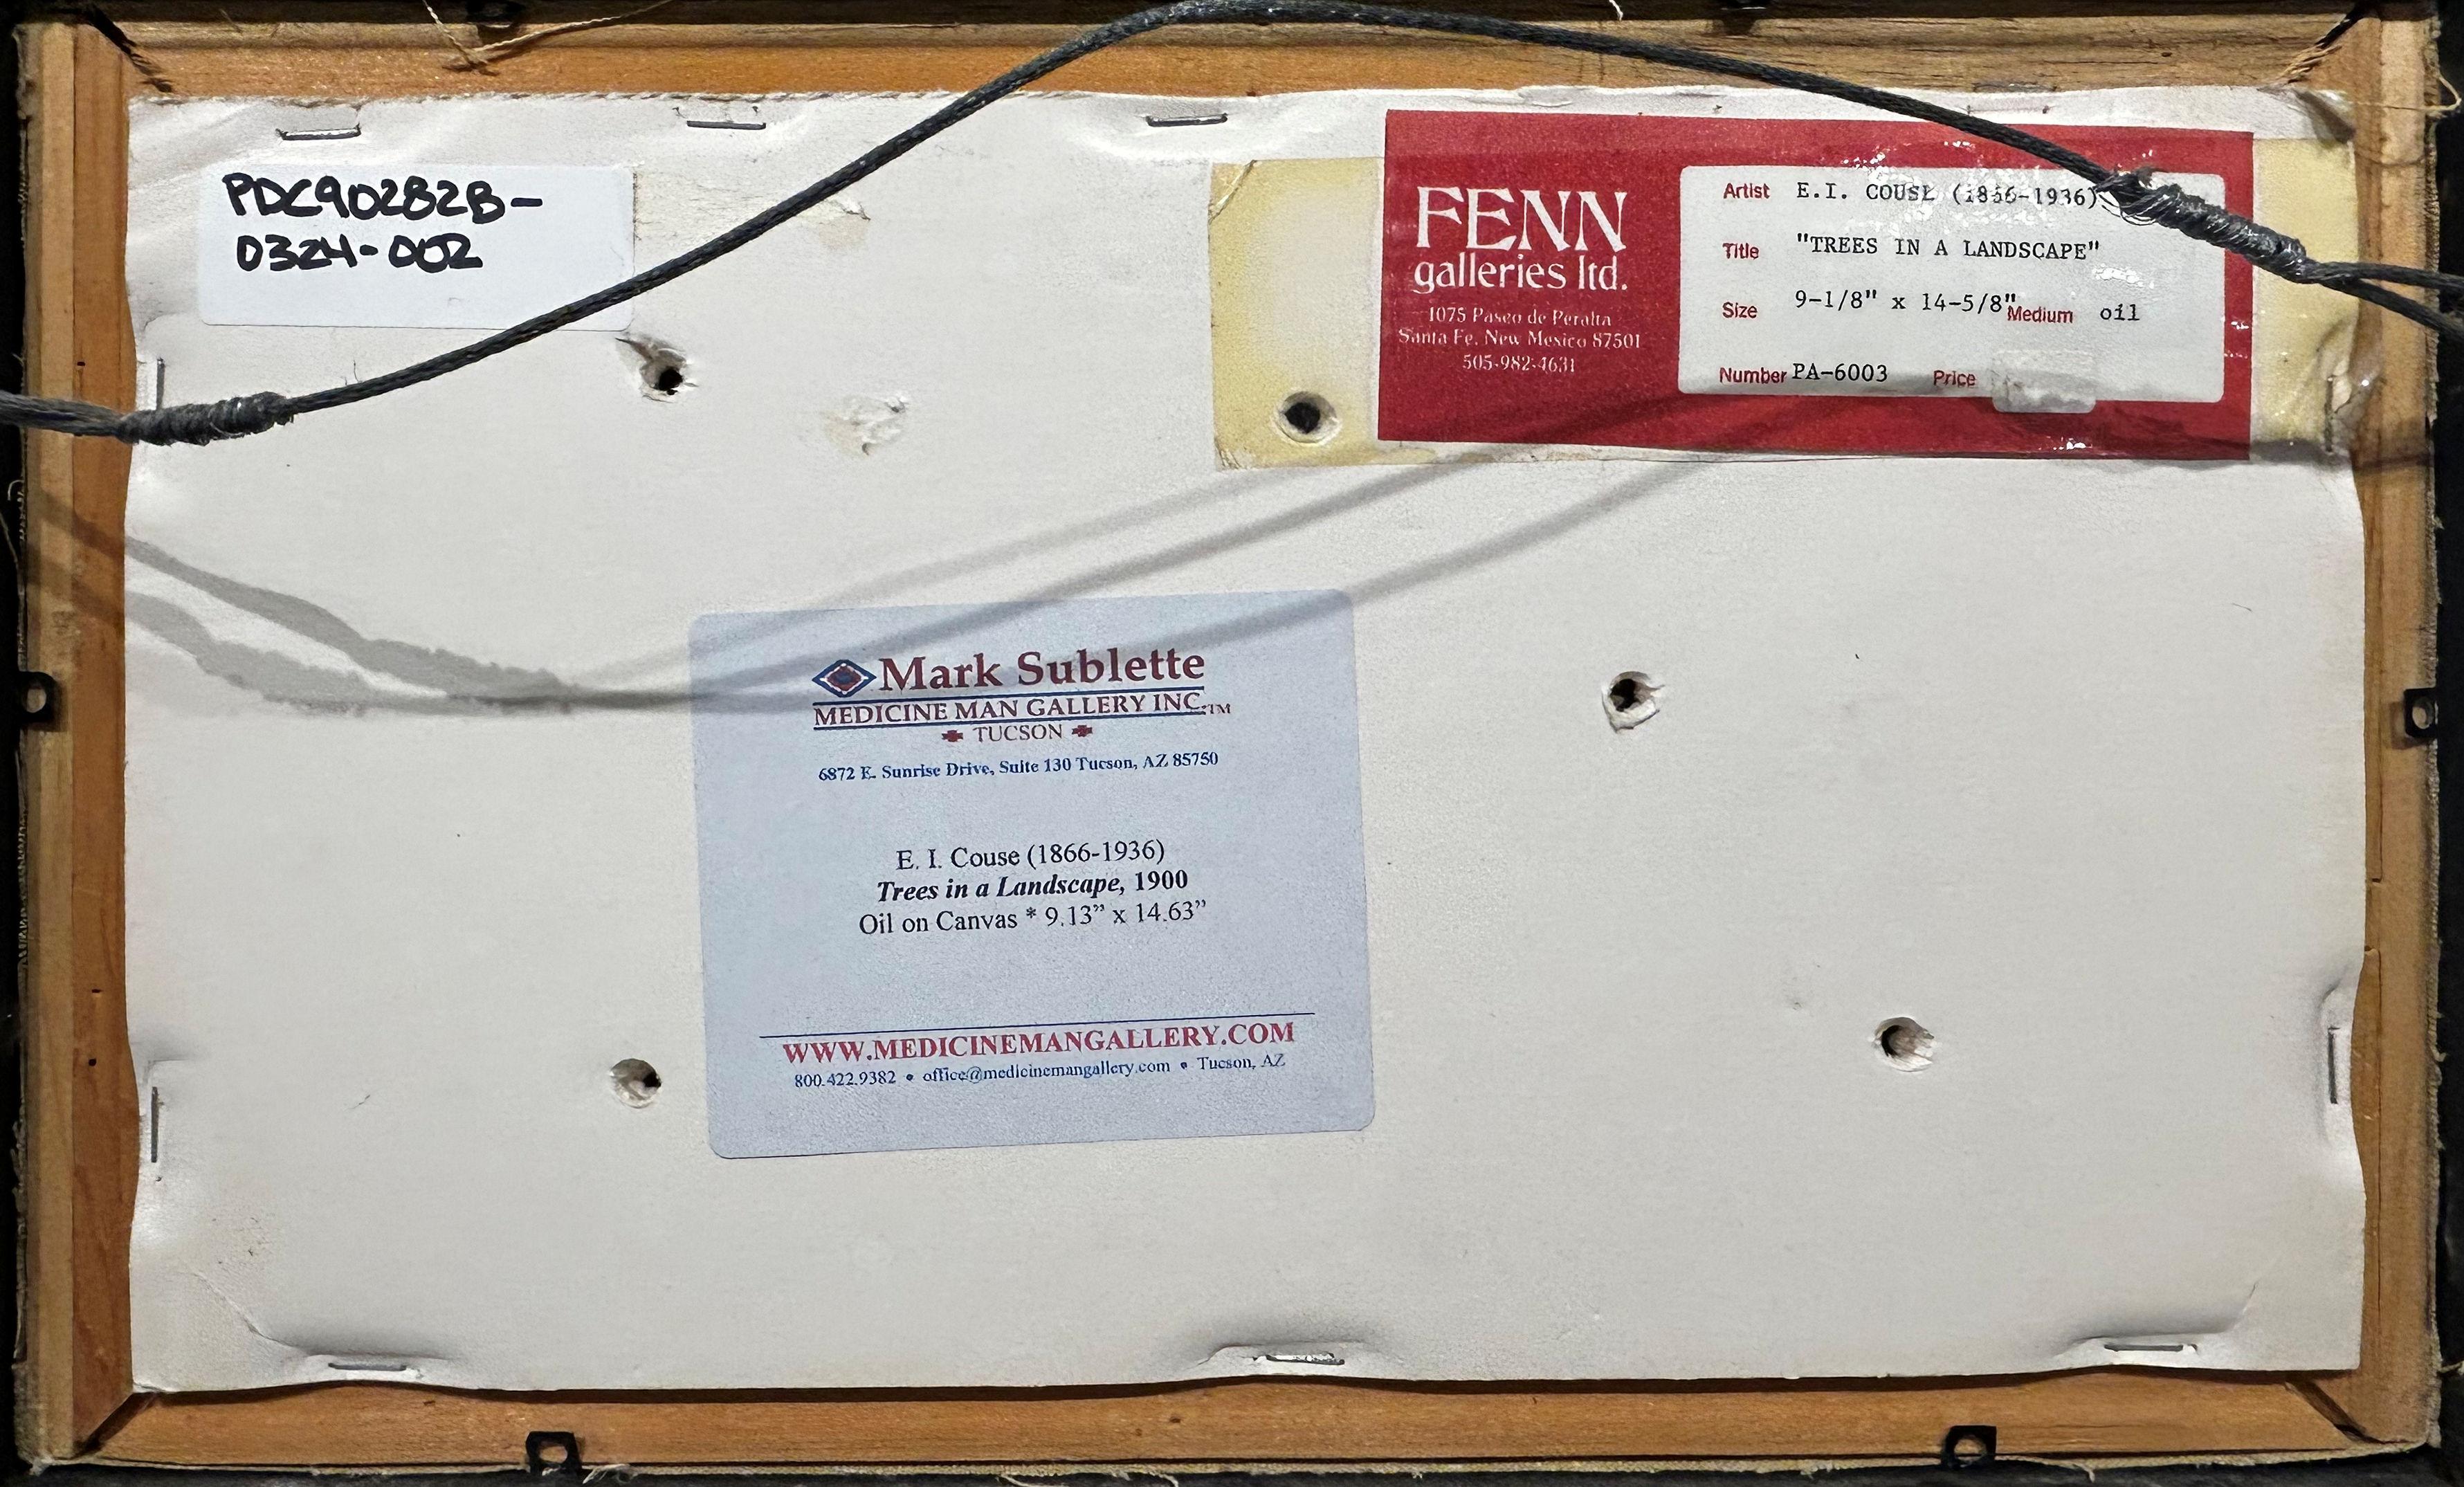 PDC90282B-
0324-002
FENN
galleries ltd.
1075 Paseo de Peralta
Santa Fe, New Mexico 87501
505-982-4631
Artist E.I. COUSE (1866-1936)
Title "TREES IN A LANDSCAPE"
Size 9-1/8" x 14-5/8" Medium oil
Number PA-6003 Price
Mark Sublette
MEDICINE MAN GALLERY INC.™
TUCSON
6872 E. Sunrise Drive, Suite 130 Tucson, AZ 85750
E. I. Couse (1866-1936)
Trees in a Landscape, 1900
Oil on Canvas * 9.13” x 14.63”
WWW.MEDICINEMANGALLERY.COM
800.422.9382 • office@medicinemangallery.com • Tucson, AZ